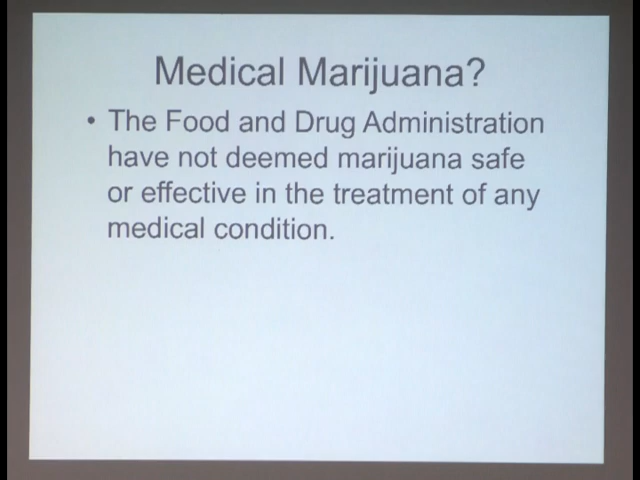 Medical Marijuana?
• The Food and Drug Administration
have not deemed marijuana safe
or effective in the treatment of any
medical condition.